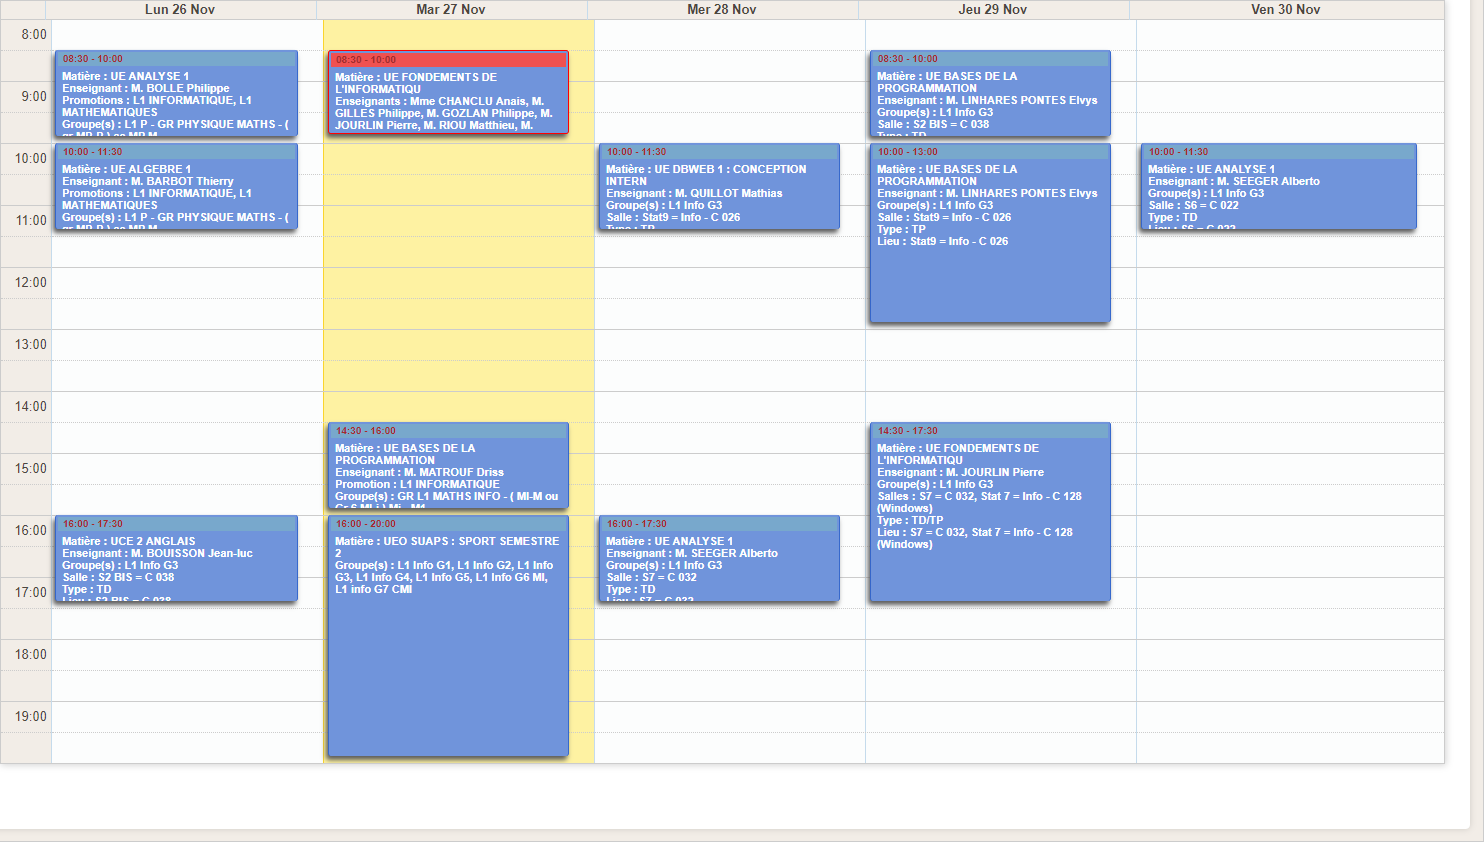 Lun 26 Nov
Mar 27 Nov
Mer 28 Nov
Jeu 29 Nov
Ven 30 Nov
8:00
9:00
10:00
11:00
12:00
13:00
14:00
15:00
16:00
17:00
18:00
19:00
08:30 - 10:00
Matière : UE ANALYSE 1
Enseignant : M. BOLLE Philippe
Promotions : L1 INFORMATIQUE, L1
MATHEMATIQUES
Groupe(s) : L1 P - GR PHYSIQUE MATHS - (
10:00 - 11:30
Matière : UE ALGEBRE 1
Enseignant : M. BARBOT Thierry
Promotions : L1 INFORMATIQUE, L1
MATHEMATIQUES
Groupe(s) : L1 P - GR PHYSIQUE MATHS - (
16:00 - 17:30
Matière : UCE 2 ANGLAIS
Enseignant : M. BOUISSON Jean-luc
Groupe(s) : L1 Info G3
Salle : S2 BIS = C 038
Type : TD
Lieu : S2 BIS = C 038
08:30 - 10:00
Matière : UE FONDEMENTS DE
L'INFORMATIQU
Enseignants : Mme CHANCLU Anais, M.
GILLES Philippe, M. GOZLAN Philippe, M.
JOURLIN Pierre, M. RIOU Matthieu, M.
14:30 - 16:00
Matière : UE BASES DE LA
PROGRAMMATION
Enseignant : M. MATROUF Driss
Promotion : L1 INFORMATIQUE
Groupe(s) : GR L1 MATHS INFO - ( MI-M ou
16:00 - 20:00
Matière : UEO SUAPS : SPORT SEMESTRE
2
Groupe(s) : L1 Info G1, L1 Info G2, L1 Info
G3, L1 Info G4, L1 Info G5, L1 Info G6 MI,
L1 info G7 CMI
10:00 - 11:30
Matière : UE DBWEB 1 : CONCEPTION
INTERN
Enseignant : M. QUILLOT Mathias
Groupe(s) : L1 Info G3
Salle : Stat9 = Info - C 026
Type : TP
16:00 - 17:30
Matière : UE ANALYSE 1
Enseignant : M. SEEGER Alberto
Groupe(s) : L1 Info G3
Salle : S7 = C 032
Type : TD
Lieu : S7 = C 032
08:30 - 10:00
Matière : UE BASES DE LA
PROGRAMMATION
Enseignant : M. LINHARES PONTES Elvys
Groupe(s) : L1 Info G3
Salle : S2 BIS = C 038
Type : TD
10:00 - 13:00
Matière : UE BASES DE LA
PROGRAMMATION
Enseignant : M. LINHARES PONTES Elvys
Groupe(s) : L1 Info G3
Salle : Stat9 = Info - C 026
Type : TP
Lieu : Stat9 = Info - C 026
14:30 - 17:30
Matière : UE FONDEMENTS DE
L'INFORMATIQU
Enseignant : M. JOURLIN Pierre
Groupe(s) : L1 Info G3
Salles : S7 = C 032, Stat 7 = Info - C 128
(Windows)
Type : TD/TP
Lieu : S7 = C 032, Stat 7 = Info - C 128
(Windows)
10:00 - 11:30
Matière : UE ANALYSE 1
Enseignant : M. SEEGER Alberto
Groupe(s) : L1 Info G3
Salle : S6 = C 022
Type : TD
Lieu : S6 = C 022